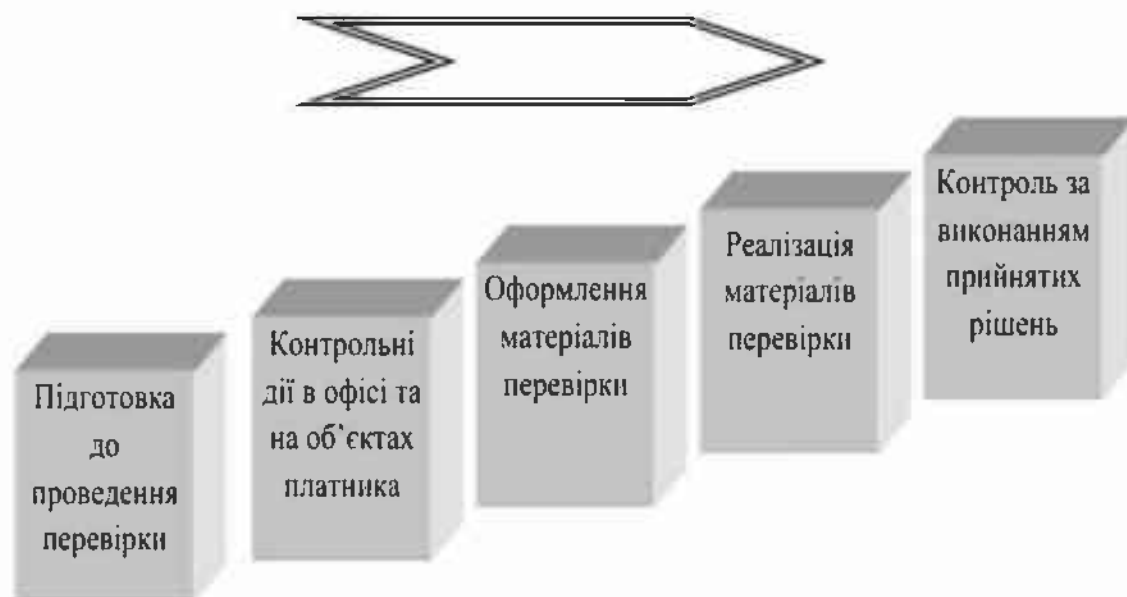 Підготовка
до
проведення
перевірки
Контрольні
дії в офісі та
на об'єктах
платника
Оформлення
матеріалів
перевірки
Реалізація
матеріалів
перевірки
Контроль за
виконанням
прийнятих
рішень